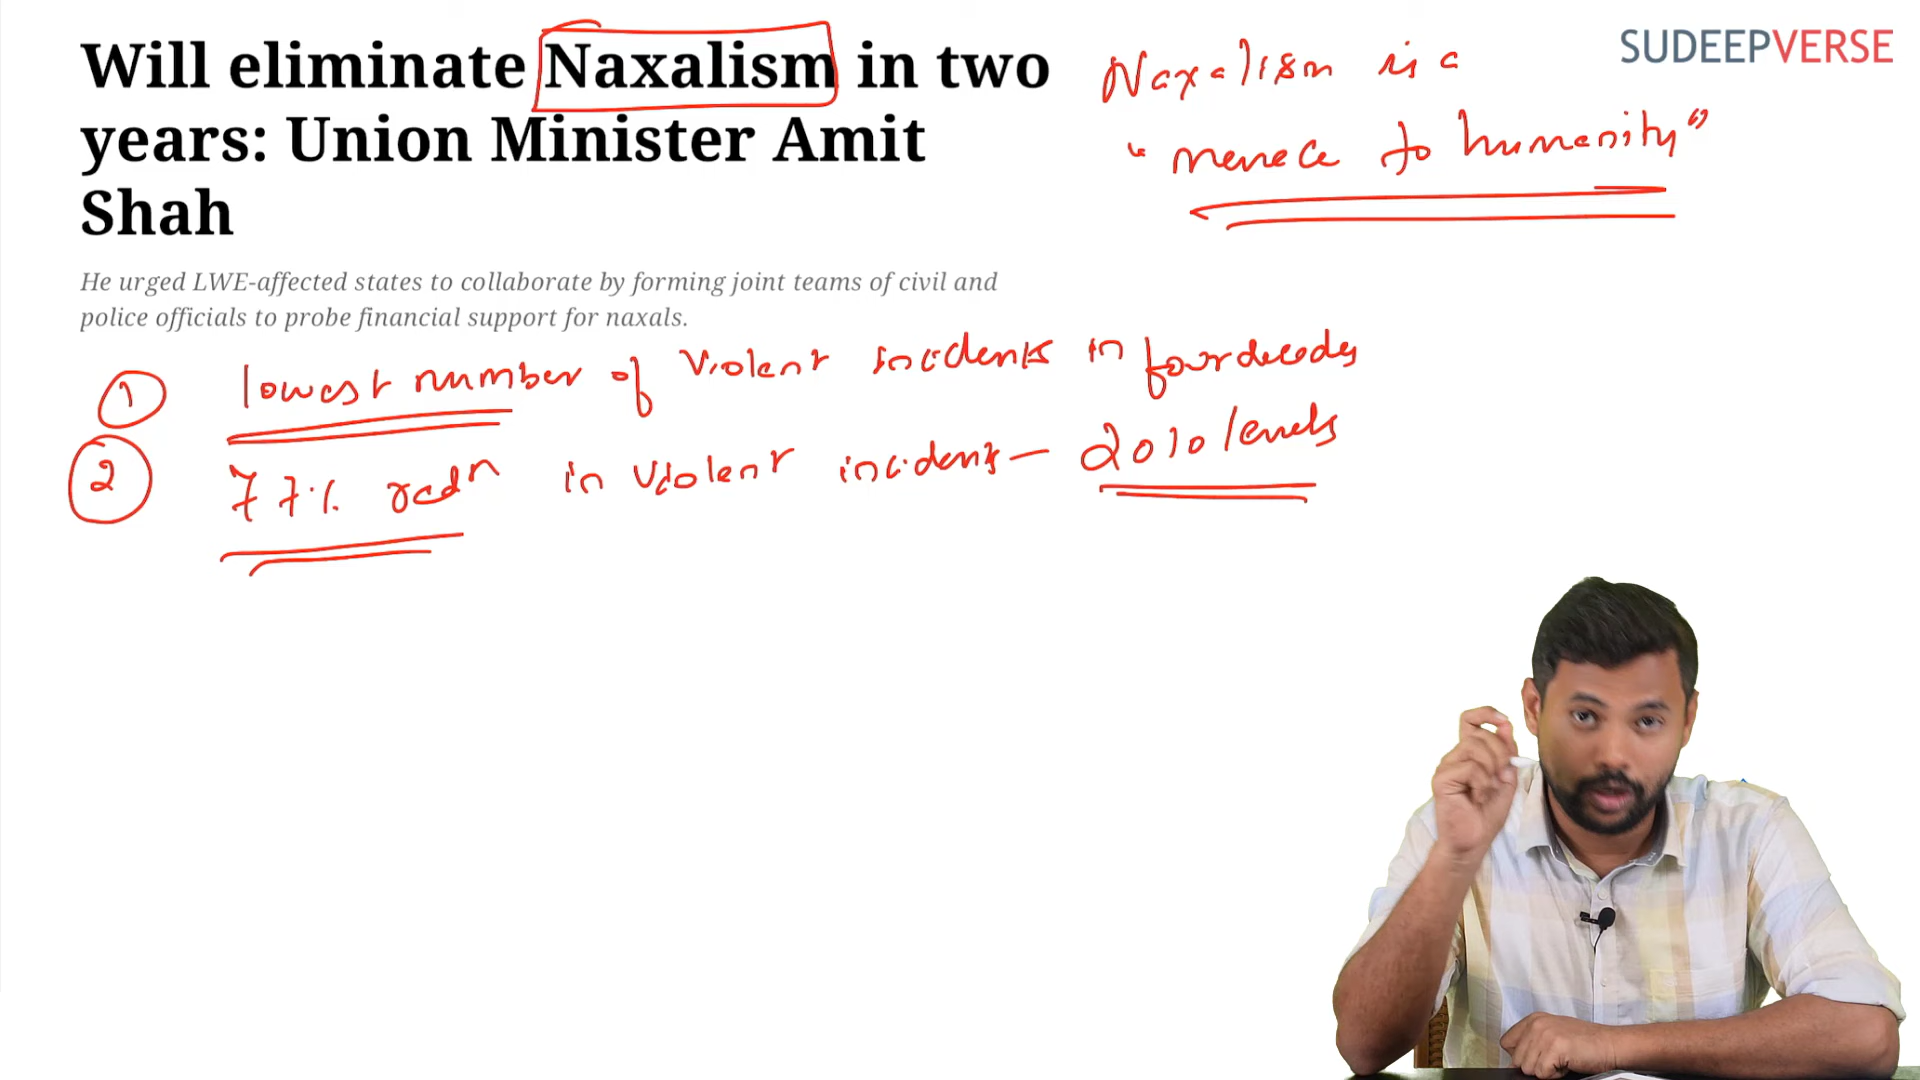 Will eliminate Naxalism in two
years: Union Minister Amit
Shah
He urged LWE-affected states to collaborate by forming joint teams of civil and
police officials to probe financial support for naxals.
Naxalism is a
"menace to humanity"
SUDEEPVERSE
1 lowest number of violent incidents in four decades
2 77% redn in violent incidents - 2010 levels